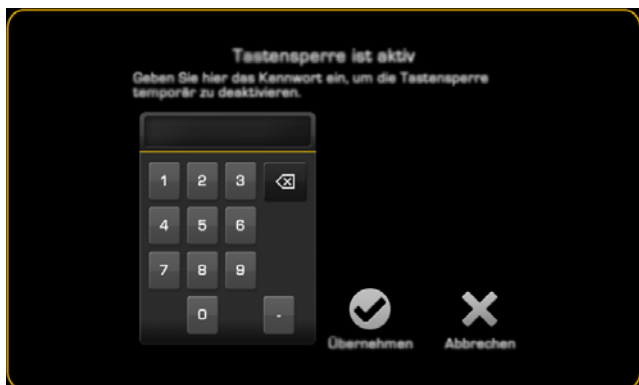 Tastensperre ist aktiv
Geben Sie hier das Kennwort ein, um die Tastensperre
temporär zu deaktivieren.
1 2 3
4 5 6
7 8 9
0 -
Übernehmen Abbrechen